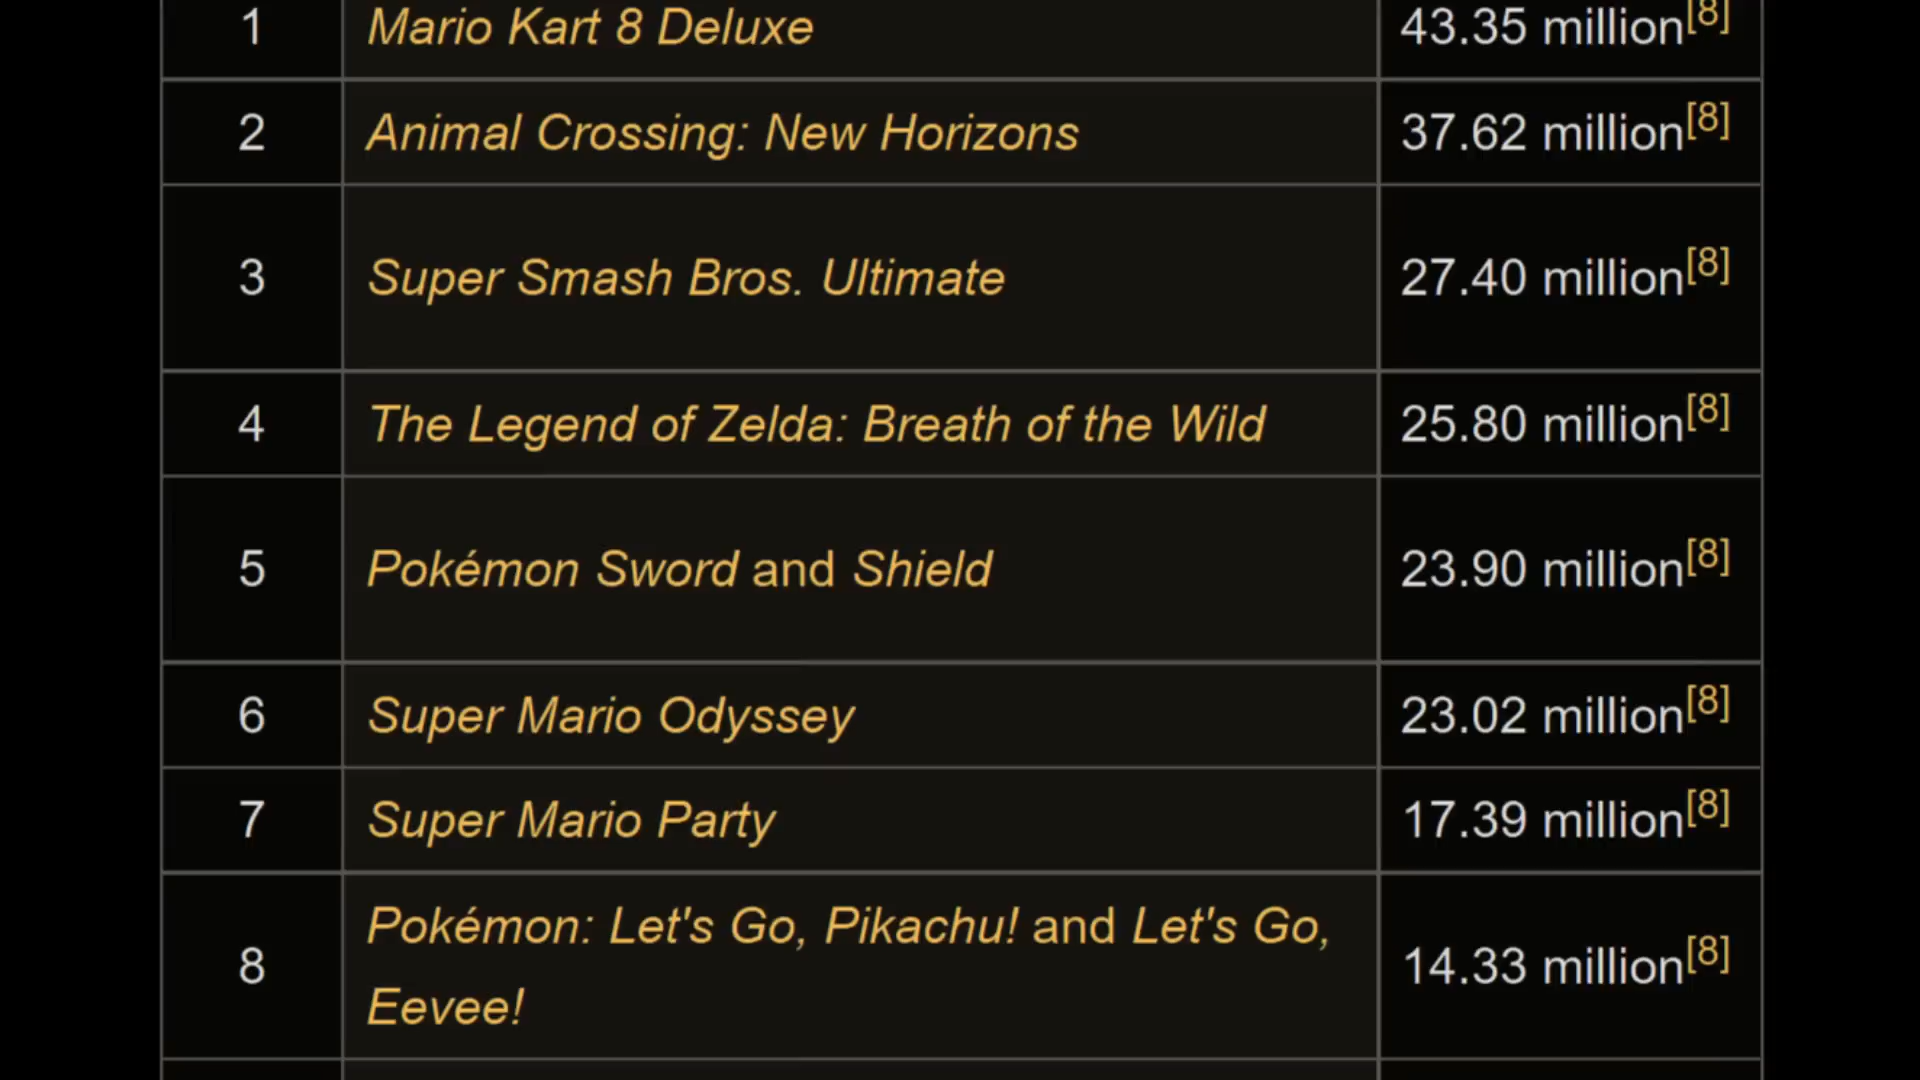 1 Mario Kart 8 Deluxe 43.35 million[8]
2 Animal Crossing: New Horizons 37.62 million[8]
3 Super Smash Bros. Ultimate 27.40 million[8]
4 The Legend of Zelda: Breath of the Wild 25.80 million[8]
5 Pokémon Sword and Shield 23.90 million[8]
6 Super Mario Odyssey 23.02 million[8]
7 Super Mario Party 17.39 million[8]
8 Pokémon: Let's Go, Pikachu! and Let's Go,
Eevee! 14.33 million[8]